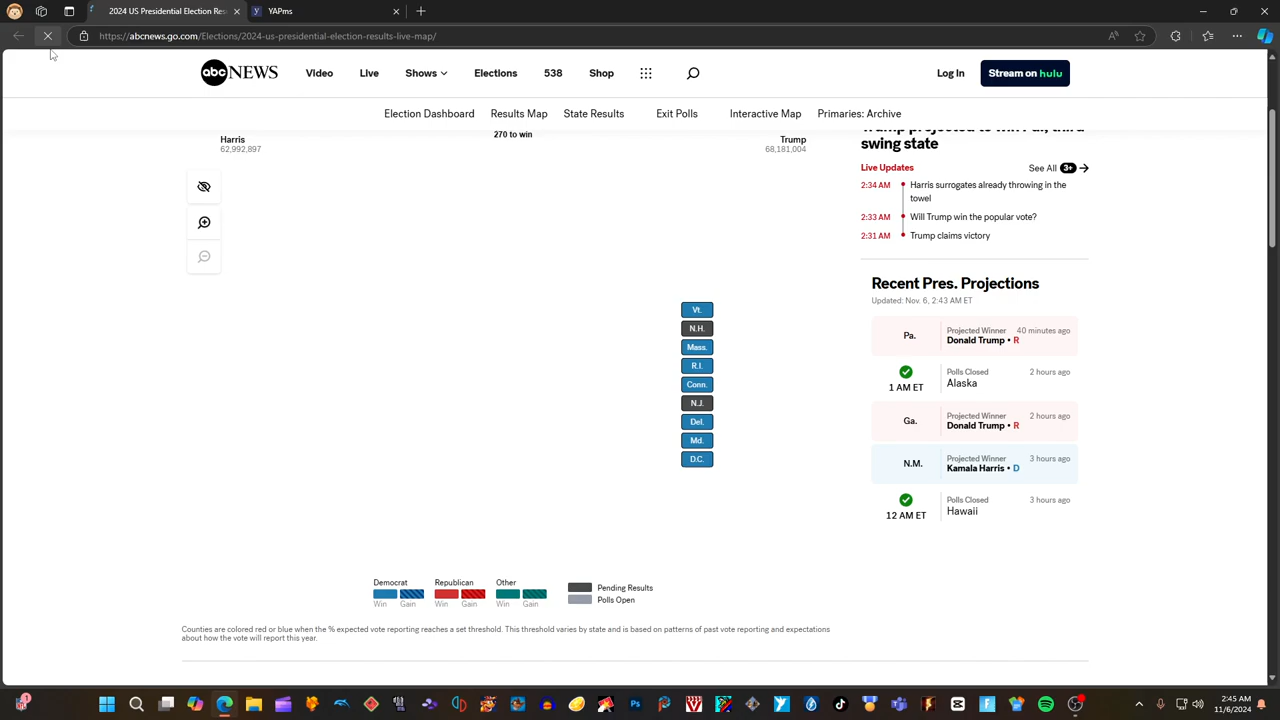 2024 US Presidential Election
YAPms
https://abcnews.go.com/Elections/2024-us-presidential-election-results-live-map/
abc NEWS
Video
Live
Shows
Elections
538
Shop
Log In
Stream on hulu
Election Dashboard
Results Map
State Results
Exit Polls
Interactive Map
Primaries: Archive
Harris
62,992,897
270 to win
Trump
68,181,004
Trump projected to win Pa., third
swing state
Live Updates
See All 3+
2:34 AM Harris surrogates already throwing in the
towel
2:33 AM Will Trump win the popular vote?
2:31 AM Trump claims victory
Recent Pres. Projections
Updated: Nov. 6, 2:43 AM ET
Pa.
Projected Winner 40 minutes ago
Donald Trump • R
1 AM ET
Polls Closed 2 hours ago
Alaska
Ga.
Projected Winner 2 hours ago
Donald Trump • R
N.M.
Projected Winner 3 hours ago
Kamala Harris • D
12 AM ET
Polls Closed 3 hours ago
Hawaii
Vt.
N.H.
Mass.
R.I.
Conn.
N.J.
Del.
Md.
D.C.
Democrat
Win Gain
Republican
Win Gain
Other
Win Gain
Pending Results
Polls Open
Counties are colored red or blue when the % expected vote reporting reaches a set threshold. This threshold varies by state and is based on patterns of past vote reporting and expectations
about how the vote will report this year.
1
2:45 AM
11/6/2024